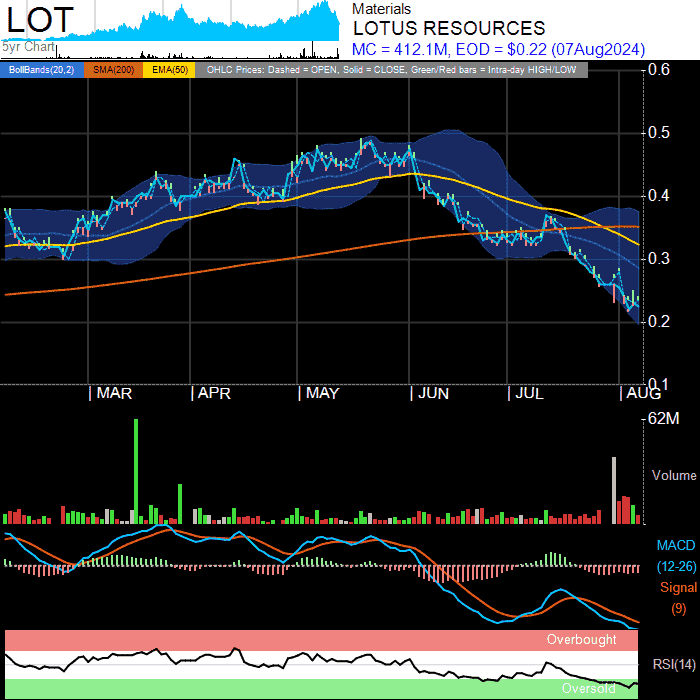 LOT
5yr Chart
Materials
LOTUS RESOURCES
MC = 412.1M, EOD = $0.22 (07Aug2024)
BollBands(20,2) SMA(200) EMA(50) OHLC Prices: Dashed = OPEN, Solid = CLOSE, Green/Red bars = Intra-day HIGH/LOW
0.6
0.5
0.4
0.3
0.2
0.1
MAR APR MAY JUN JUL AUG
62M
Volume
MACD
(12-26)
Signal
(9)
Overbought
RSI(14)
Oversold